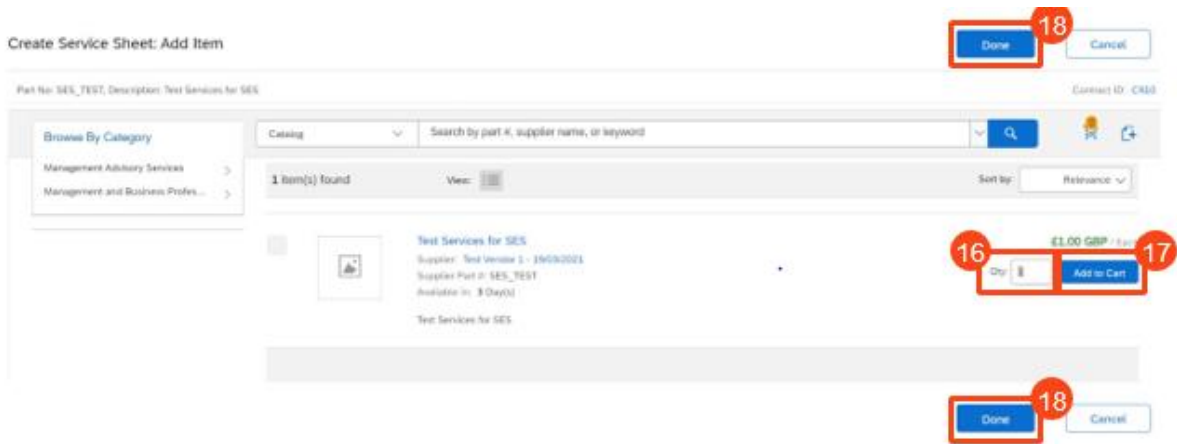 18
Create Service Sheet: Add Item
Done
Cancel
Part No: SES_TEST, Description: Test Services for SES
Contract ID: C410
Browse By Category
Catalog
Search by part #, supplier name, or keyword
Management Advisory Services
Management and Business Profes...
1 item(s) found
View:
Sort by:
Relevance
Test Services for SES
£1.00 GBP / Each
16
17
Supplier: Test Vendor 1 - 19/03/2021
Qty:
Add to Cart
Supplier Part #: SES_TEST
Available in: 3 Day(s)
Test Services for SES
18
Done
Cancel